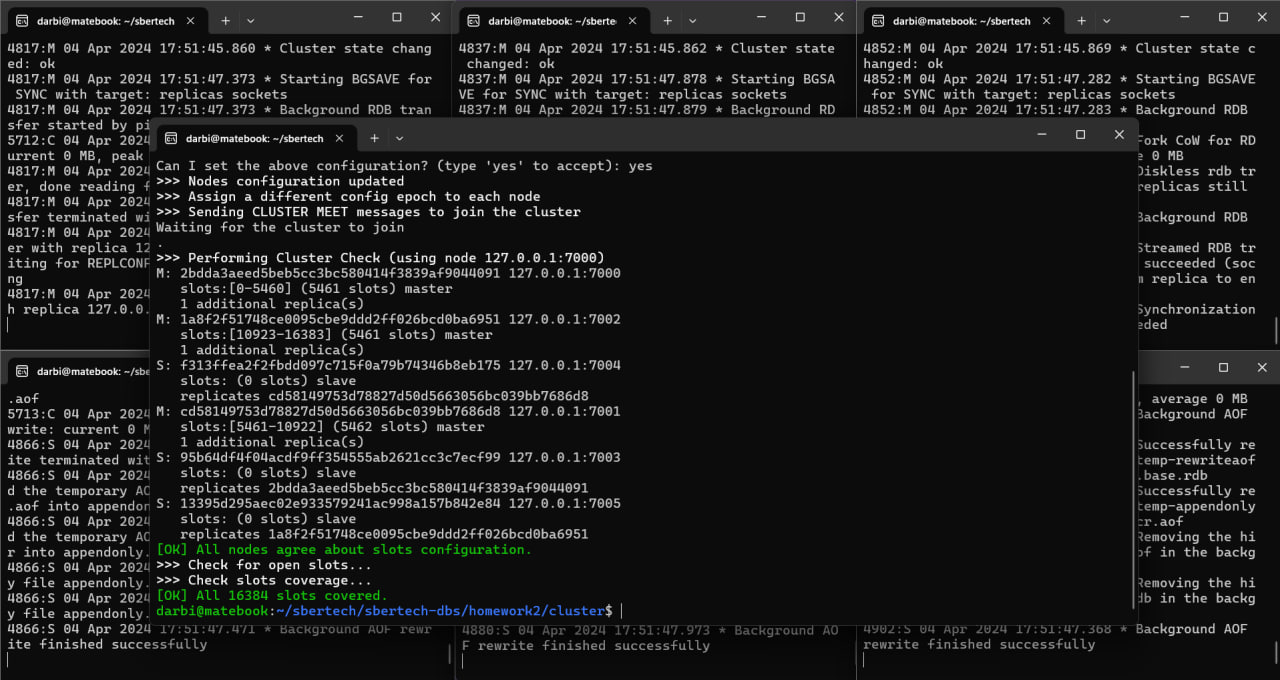 darbi@matebook: ~/sbertech
4817:M 04 Apr 2024 17:51:45.860 * Cluster state chang
ed: ok
4817:M 04 Apr 2024 17:51:47.373 * Starting BGSAVE for
SYNC with target: replicas sockets
4817:M 04 Apr 2024 17:51:47.373 * Background RDB tran
sfer started by pi
5712:C 04 Apr 2024
urrent 0 MB, peak
4817:M 04 Apr 2024
er, done reading f
4817:M 04 Apr 2024
sfer terminated wi
4817:M 04 Apr 2024
er with replica 12
iting for REPLCONF
ng
4817:M 04 Apr 2024
h replica 127.0.0.
darbi@matebook: ~/sberte
4837:M 04 Apr 2024 17:51:45.862 * Cluster state
changed: ok
4837:M 04 Apr 2024 17:51:47.878 * Starting BGSA
VE for SYNC with target: replicas sockets
4837:M 04 Apr 2024 17:51:47.879 * Background RD
darbi@matebook: ~/sbertech
4852:M 04 Apr 2024 17:51:45.869 * Cluster state c
hanged: ok
4852:M 04 Apr 2024 17:51:47.282 * Starting BGSAVE
for SYNC with target: replicas sockets
4852:M 04 Apr 2024 17:51:47.283 * Background RDB
Fork CoW for RD
e 0 MB
Diskless rdb tr
replicas still
Background RDB
Streamed RDB tr
succeeded (soc
m replica to en
Synchronization
eded
darbi@matebook: ~/sbertech
Can I set the above configuration? (type 'yes' to accept): yes
>>> Nodes configuration updated
>>> Assign a different config epoch to each node
>>> Sending CLUSTER MEET messages to join the cluster
Waiting for the cluster to join
.
>>> Performing Cluster Check (using node 127.0.0.1:7000)
M: 2bdda3aeed5beb5cc3bc580414f3839af9044091 127.0.0.1:7000
slots:[0-5460] (5461 slots) master
1 additional replica(s)
M: 1a8f2f51748ce0095cbe9ddd2ff026bcd0ba6951 127.0.0.1:7002
slots:[10923-16383] (5461 slots) master
1 additional replica(s)
S: f313ffea2f2fbdd097c715f0a79b74346b8eb175 127.0.0.1:7004
slots: (0 slots) slave
replicates cd58149753d78827d50d5663056bc039bb7686d8
M: cd58149753d78827d50d5663056bc039bb7686d8 127.0.0.1:7001
slots:[5461-10922] (5462 slots) master
1 additional replica(s)
S: 95b64df4f04acdf9ff354555ab2621cc3c7ecf99 127.0.0.1:7003
slots: (0 slots) slave
replicates 2bdda3aeed5beb5cc3bc580414f3839af9044091
S: 13395d295aec02e933579241ac998a157b842e84 127.0.0.1:7005
slots: (0 slots) slave
replicates 1a8f2f51748ce0095cbe9ddd2ff026bcd0ba6951
[OK] All nodes agree about slots configuration.
>>> Check for open slots...
>>> Check slots coverage...
[OK] All 16384 slots covered.
darbi@matebook:~/sbertech/sbertech-dbs/homework2/cluster$
darbi@matebook: ~/sbe
.aof
5713:C 04 Apr 2024
write: current 0 M
4866:S 04 Apr 2024
ite terminated wit
4866:S 04 Apr 2024
d the temporary AO
.aof into appendon
4866:S 04 Apr 2024
d the temporary AO
r into appendonly.
4866:S 04 Apr 2024
y file appendonly.
4866:S 04 Apr 2024
y file appendonly.
4866:S 04 Apr 2024 17:51:47.471 * Background AOF rewr
ite finished successfully
4880:S 04 Apr 2024 17:51:47.973 * Background AO
F rewrite finished successfully
, average 0 MB
Background AOF
Successfully re
temp-rewriteaof
.base.rdb
Successfully re
temp-appendonly
cr.aof
Removing the hi
of in the backg
Removing the hi
db in the backg
4902:S 04 Apr 2024 17:51:47.368 * Background AOF
rewrite finished successfully